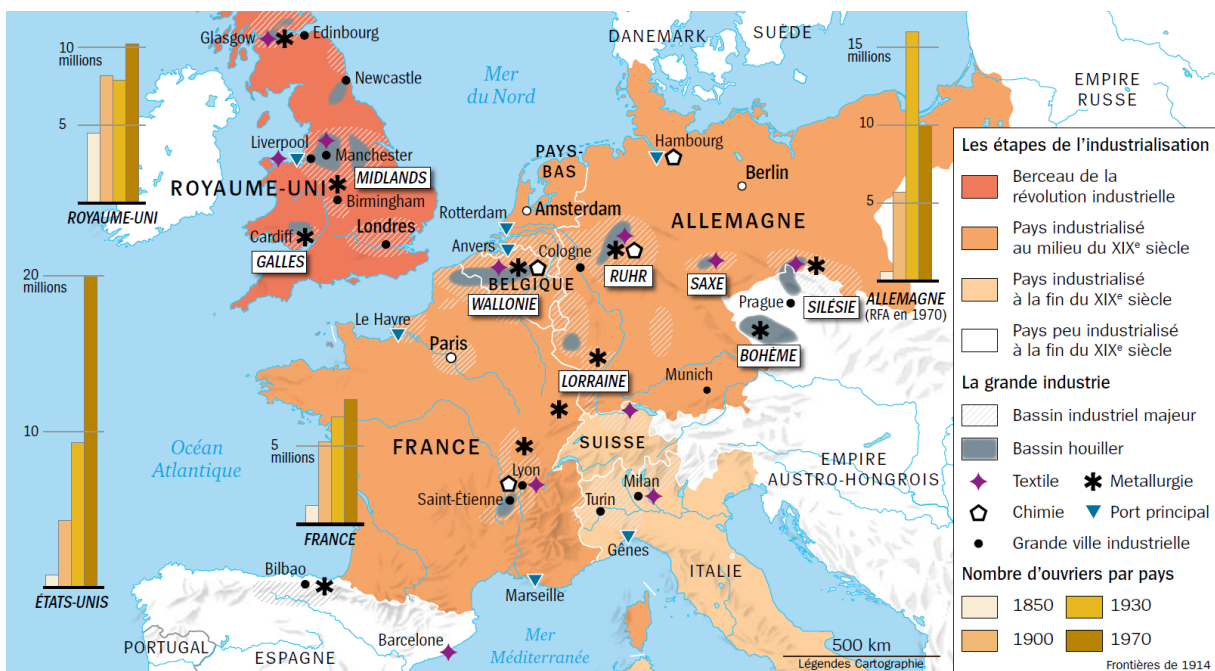 Glasgow
Edinbourg
Newcastle
Mer
du Nord
DANEMARK
SUÈDE
EMPIRE
RUSSE
10
millions
5
ROYAUME-UNI
Liverpool
Manchester
MIDLANDS
ROYAUME-UNI
Birmingham
Cardiff
GALLES
Londres
PAYS-
BAS
Hambourg
Berlin
Amsterdam
Rotterdam
Anvers
ALLEMAGNE
Cologne
RUHR
BELGIQUE
WALLONIE
SAXE
SILÉSIE
Prague
BOHÈME
15
millions
10
5
ALLEMAGNE
(RFA en 1970)
20
millions
10
ÉTATS-UNIS
Le Havre
Paris
LORRAINE
Munich
Océan
Atlantique
FRANCE
SUISSE
EMPIRE
AUSTRO-HONGROIS
5
millions
FRANCE
Lyon
Saint-Étienne
Milan
Turin
Gênes
ITALIE
Marseille
Bilbao
Barcelone
PORTUGAL
ESPAGNE
Mer
Méditerranée
500 km
Légendes Cartographie
Les étapes de l'industrialisation
Berceau de la
révolution industrielle
Pays industrialisé
au milieu du XIXe siècle
Pays industrialisé
à la fin du XIXe siècle
Pays peu industrialisé
à la fin du XIXe siècle
La grande industrie
Bassin industriel majeur
Bassin houiller
Textile
Métallurgie
Chimie
Port principal
Grande ville industrielle
Nombre d'ouvriers par pays
1850
1930
1900
1970
Frontières de 1914.